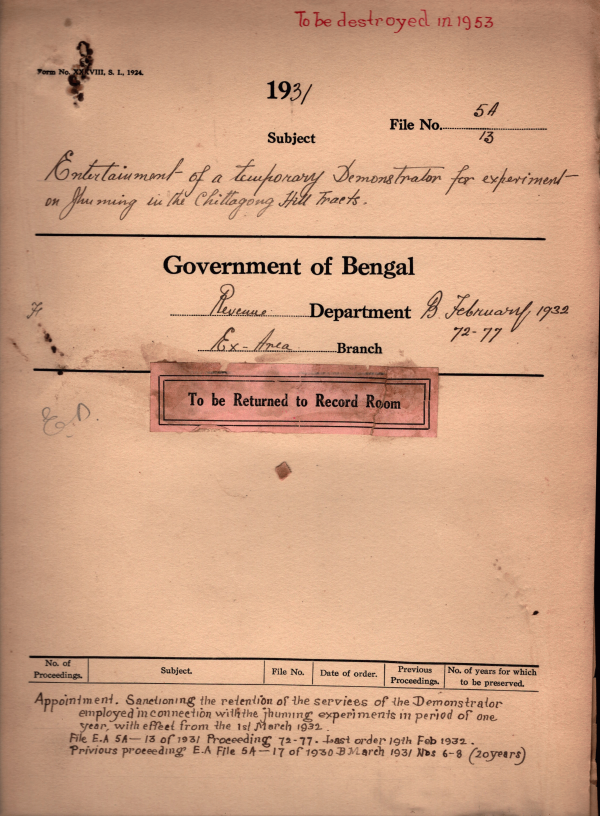 To be destroyed in 1953
Form No. XXXVIII, S. I., 1924.
1931
Subject
File No. 5A
13
Entertainment of a temporary Demonstrator for experiment
on Jhuming in the Chittagong Hill Tracts.
Government of Bengal
Revenue Department B. February 1932
72-77
Ex-Area Branch
To be Returned to Record Room
E.D.
No. of Proceedings. Subject. File No. Date of order. Previous Proceedings. No. of years for which to be preserved.
Appointment. Sanctioning the retention of the services of the Demonstrator
employed in connection with the jhuming experiments in period of one
year, with effect from the 1st March 1932.
File E.A 5A—13 of 1931 Proceeding 72-77. Last order 19th Feb 1932.
Privious proceeding E.A File 5A—17 of 1930 B March 1931 Nos 6-8 (20 years)